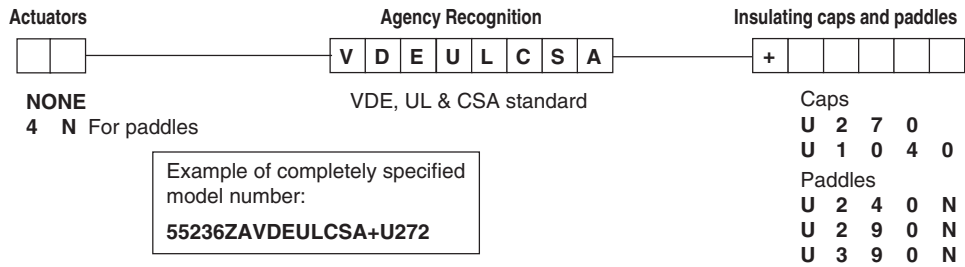 Actuators
Agency Recognition
Insulating caps and paddles
V D E U L C S A
+
NONE
4 N For paddles
VDE, UL & CSA standard
Caps
U 2 7 0
U 1 0 4 0
Paddles
U 2 4 0 N
U 2 9 0 N
U 3 9 0 N
Example of completely specified
model number:
55236ZAVDEULCSA+U272